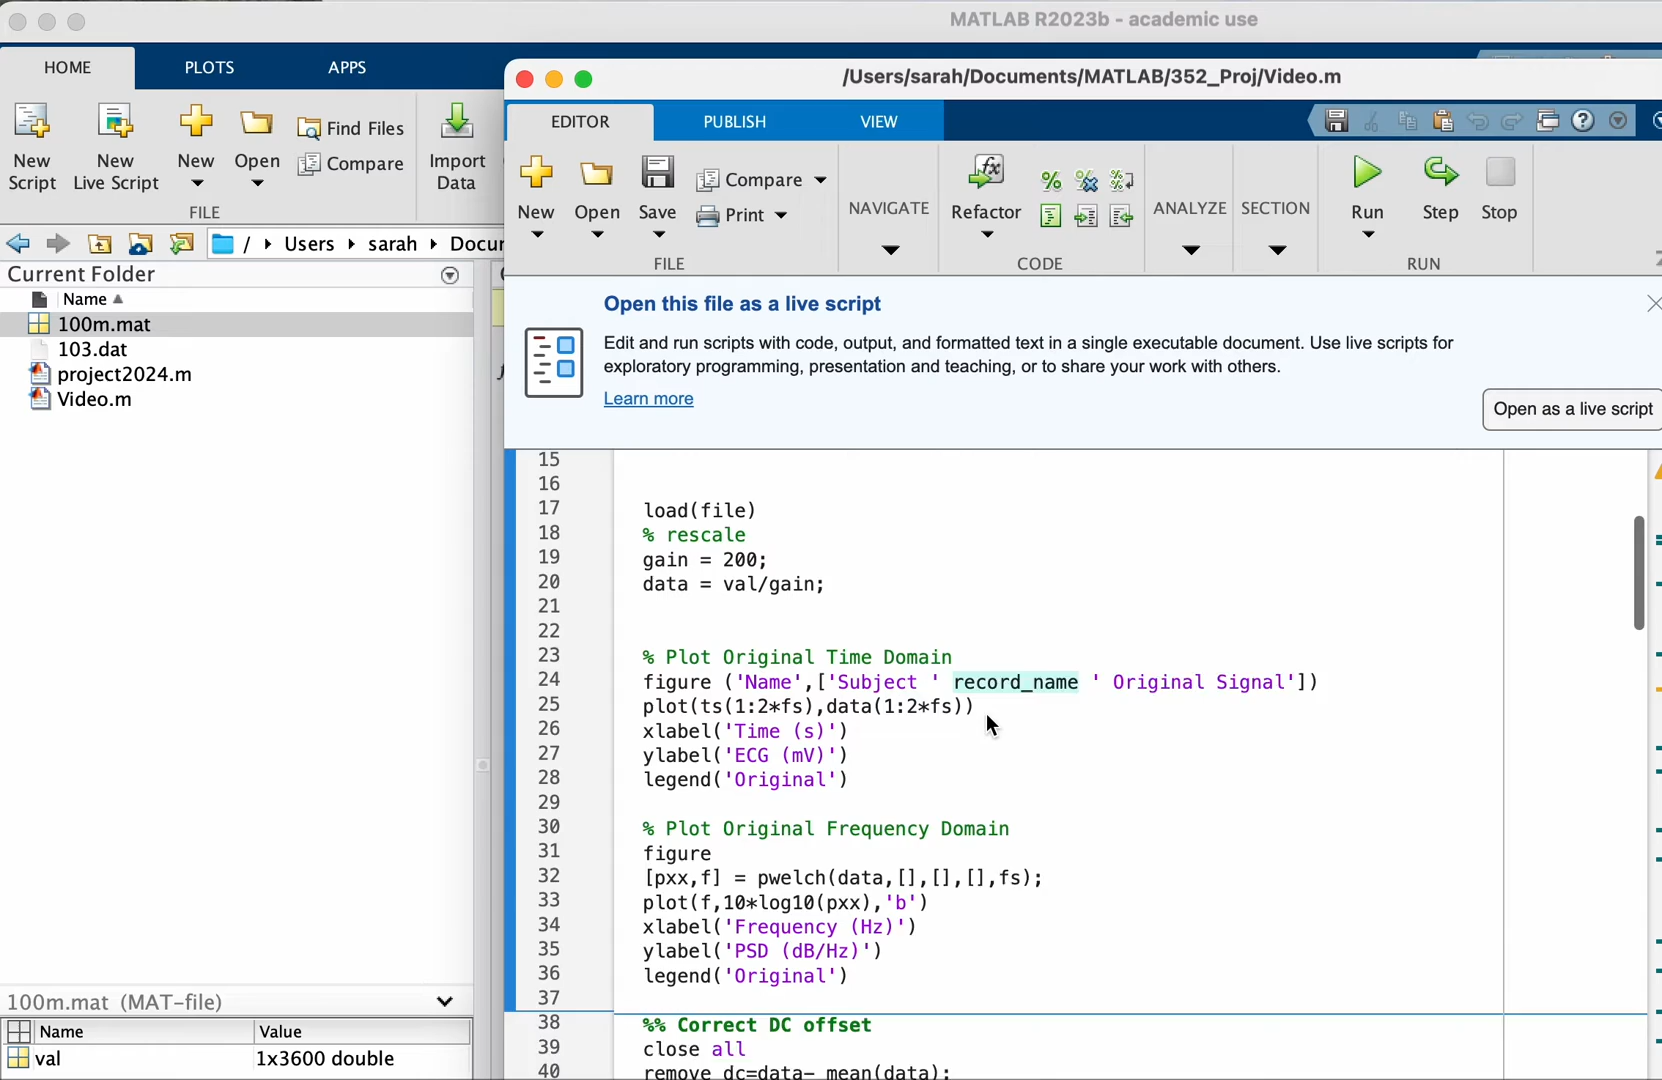 MATLAB R2023b - academic use
HOME
PLOTS
APPS
New
Script
New
Live Script
New
Open
Find Files
Compare
Import
Data
FILE
/ ▸ Users ▸ sarah ▸ Docur
Current Folder
Name ▲
100m.mat
103.dat
project2024.m
Video.m
100m.mat (MAT-file)
Name
Value
val
1x3600 double
/Users/sarah/Documents/MATLAB/352_Proj/Video.m
EDITOR
PUBLISH
VIEW
New
Open
Save
Compare
Print
FILE
NAVIGATE
Refactor
CODE
ANALYZE
SECTION
Run
Step
Stop
RUN
Open this file as a live script
Edit and run scripts with code, output, and formatted text in a single executable document. Use live scripts for
exploratory programming, presentation and teaching, or to share your work with others.
Learn more
Open as a live script
15
16
17 load(file)
18 % rescale
19 gain = 200;
20 data = val/gain;
21
22
23 % Plot Original Time Domain
24 figure ('Name',['Subject ' record_name ' Original Signal'])
25 plot(ts(1:2*fs),data(1:2*fs))
26 xlabel('Time (s)')
27 ylabel('ECG (mV)')
28 legend('Original')
29
30 % Plot Original Frequency Domain
31 figure
32 [pxx,f] = pwelch(data,[],[],[],fs);
33 plot(f,10*log10(pxx),'b')
34 xlabel('Frequency (Hz)')
35 ylabel('PSD (dB/Hz)')
36 legend('Original')
37
38 %% Correct DC offset
39 close all
40 remove_dc=data- mean(data);